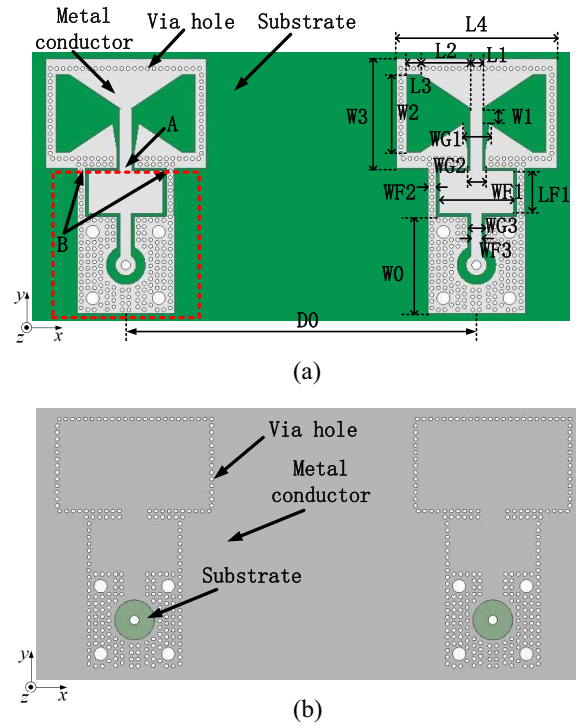 Metal
conductor
Via hole
Substrate
L4
L2
L1
L3
W3
W2
W1
WG1
WG2
WF2
WF1
LF1
WG3
WF3
W0
A
B
D0
y
z
x
(a)
Via hole
Metal
conductor
Substrate
y
z
x
(b)